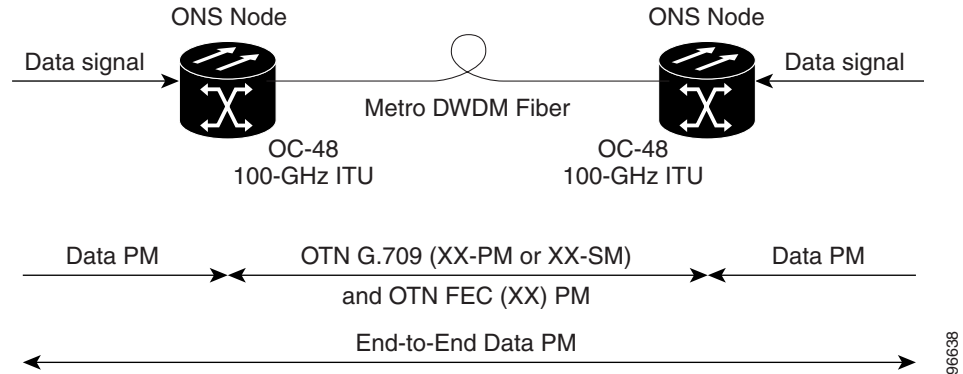 ONS Node
ONS Node
Data signal
Data signal
Metro DWDM Fiber
OC-48
100-GHz ITU
OC-48
100-GHz ITU
Data PM
OTN G.709 (XX-PM or XX-SM)
Data PM
and OTN FEC (XX) PM
End-to-End Data PM
96638